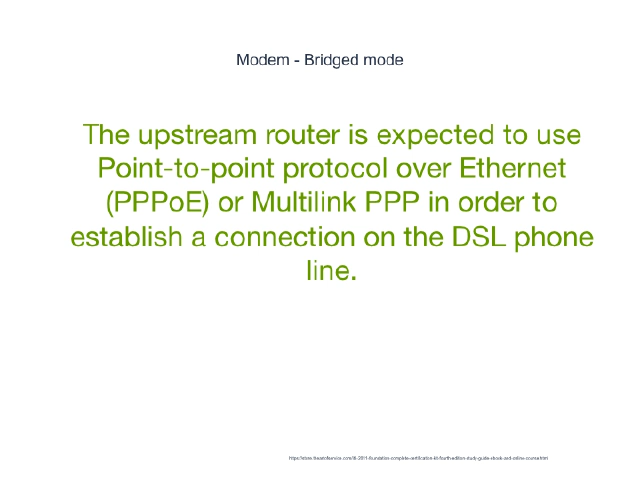 Modem - Bridged mode
The upstream router is expected to use
Point-to-point protocol over Ethernet
(PPPoE) or Multilink PPP in order to
establish a connection on the DSL phone
line.